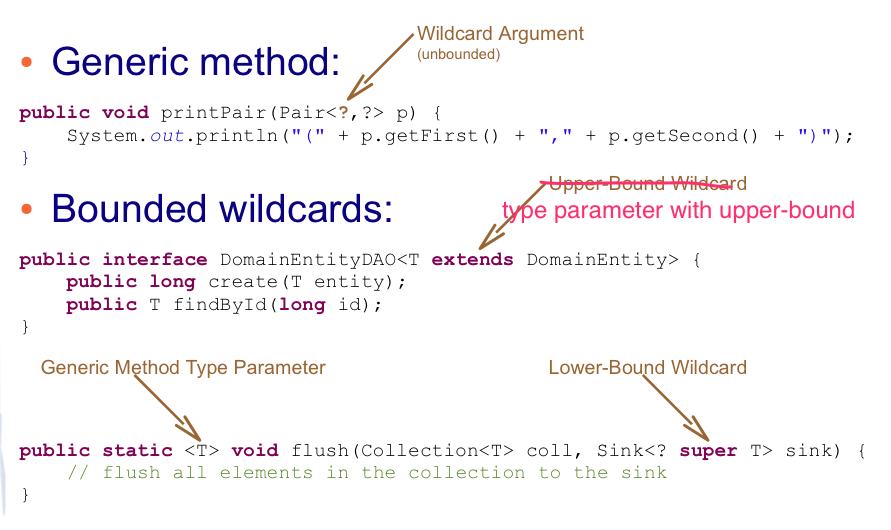 Wildcard Argument
(unbounded)
• Generic method:
public void printPair(Pair<?,?> p) {
    System.out.println("(" + p.getFirst() + "," + p.getSecond() + ")");
}
Upper-Bound Wildcard
• Bounded wildcards:
type parameter with upper-bound
public interface DomainEntityDAO<T extends DomainEntity> {
    public long create(T entity);
    public T findById(long id);
}
Generic Method Type Parameter
Lower-Bound Wildcard
public static <T> void flush(Collection<T> coll, Sink<? super T> sink) {
    // flush all elements in the collection to the sink
}